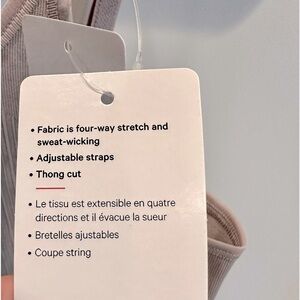 • Fabric is four-way stretch and
sweat-wicking
• Adjustable straps
• Thong cut
• Le tissu est extensible en quatre
directions et il évacue la sueur
• Bretelles ajustables
• Coupe string